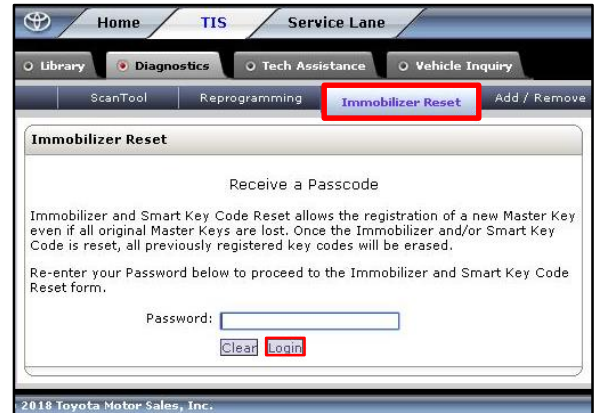 Home TIS Service Lane
Library Diagnostics Tech Assistance Vehicle Inquiry
ScanTool Reprogramming Immobilizer Reset Add / Remove
Immobilizer Reset
Receive a Passcode
Immobilizer and Smart Key Code Reset allows the registration of a new Master Key
even if all original Master Keys are lost. Once the Immobilizer and/or Smart Key
Code is reset, all previously registered key codes will be erased.
Re-enter your Password below to proceed to the Immobilizer and Smart Key Code
Reset form.
Password:
Clear Login
2018 Toyota Motor Sales, Inc.